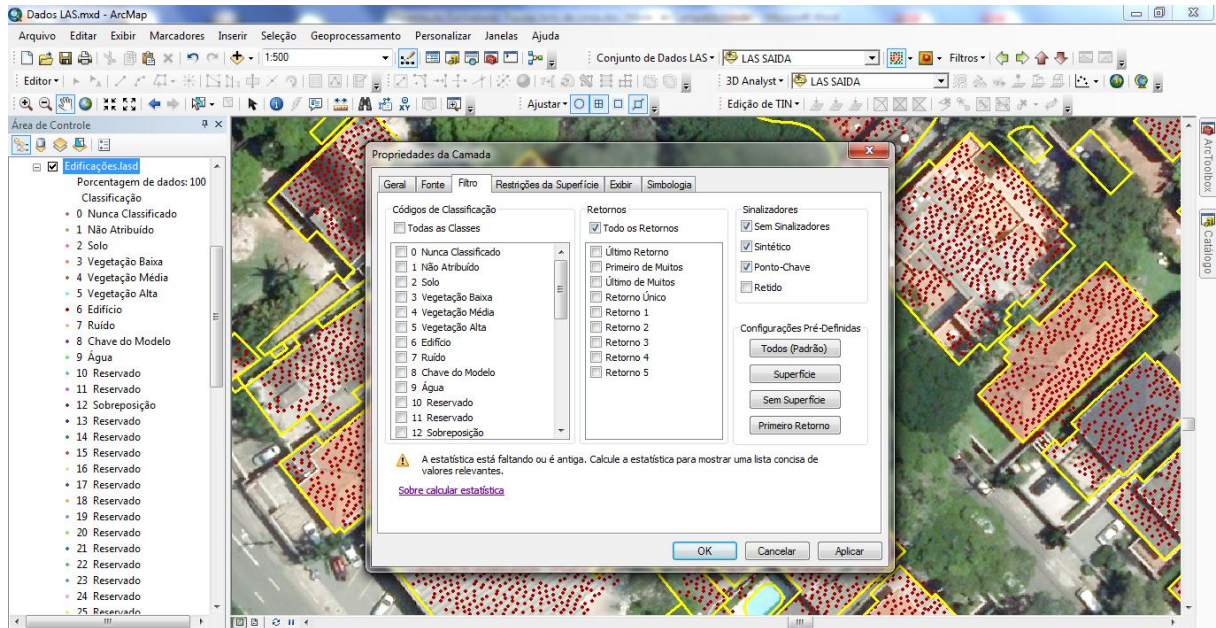 Dados LAS.mxd - ArcMap
Arquivo Editar Exibir Marcadores Inserir Seleção Geoprocessamento Personalizar Janelas Ajuda
1:500 Conjunto de Dados LAS LAS SAIDA Filtros
Editor 3D Analyst LAS SAIDA
Ajustar Edição de TIN
Área de Controle
Edificações.lasd
Porcentagem de dados: 100
Classificação
0 Nunca Classificado
1 Não Atribuído
2 Solo
3 Vegetação Baixa
4 Vegetação Média
5 Vegetação Alta
6 Edifício
7 Ruído
8 Chave do Modelo
9 Água
10 Reservado
11 Reservado
12 Sobreposição
13 Reservado
14 Reservado
15 Reservado
16 Reservado
17 Reservado
18 Reservado
19 Reservado
20 Reservado
21 Reservado
22 Reservado
23 Reservado
24 Reservado
25 Reservado
Propriedades da Camada
Geral Fonte Filtro Restrições da Superfície Exibir Simbologia
Códigos de Classificação
Todas as Classes
0 Nunca Classificado
1 Não Atribuído
2 Solo
3 Vegetação Baixa
4 Vegetação Média
5 Vegetação Alta
6 Edifício
7 Ruído
8 Chave do Modelo
9 Água
10 Reservado
11 Reservado
12 Sobreposição
Retornos
Todo os Retornos
Último Retorno
Primeiro de Muitos
Último de Muitos
Retorno Único
Retorno 1
Retorno 2
Retorno 3
Retorno 4
Retorno 5
Sinalizadores
Sem Sinalizadores
Sintético
Ponto-Chave
Retido
Configurações Pré-Definidas
Todos (Padrão)
Superfície
Sem Superfície
Primeiro Retorno
A estatística está faltando ou é antiga. Calcule a estatística para mostrar uma lista concisa de
valores relevantes.
Sobre calcular estatística
OK Cancelar Aplicar
ArcToolbox
Catálogo